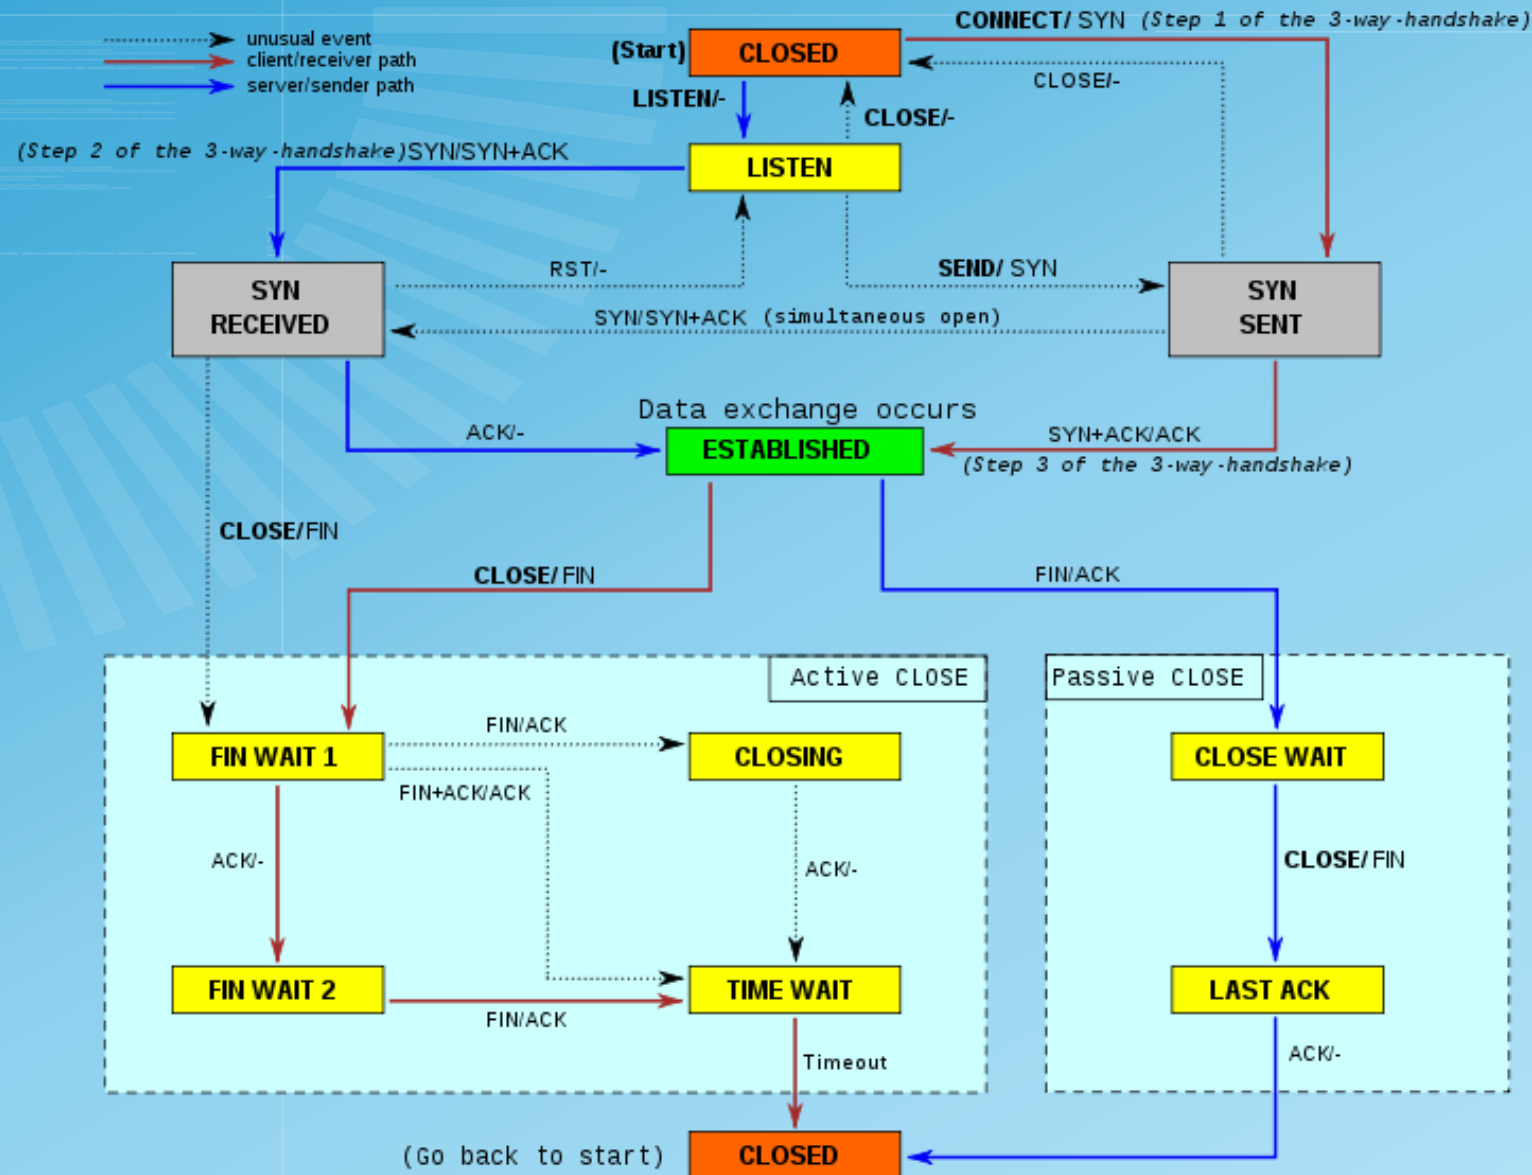 CONNECT/ SYN (Step 1 of the 3-way-handshake)
unusual event
client/receiver path
server/sender path
(Start)
CLOSED
CLOSE/-
LISTEN/-
CLOSE/-
(Step 2 of the 3-way-handshake)SYN/SYN+ACK
LISTEN
RST/-
SEND/ SYN
SYN
RECEIVED
SYN
SENT
SYN/SYN+ACK (simultaneous open)
Data exchange occurs
ACK/-
ESTABLISHED
SYN+ACK/ACK
(Step 3 of the 3-way-handshake)
CLOSE/FIN
CLOSE/ FIN
FIN/ACK
Active CLOSE
Passive CLOSE
FIN/ACK
FIN WAIT 1
CLOSING
CLOSE WAIT
FIN+ACK/ACK
ACK/-
ACK/-
CLOSE/ FIN
FIN WAIT 2
TIME WAIT
LAST ACK
FIN/ACK
Timeout
ACK/-
(Go back to start)
CLOSED